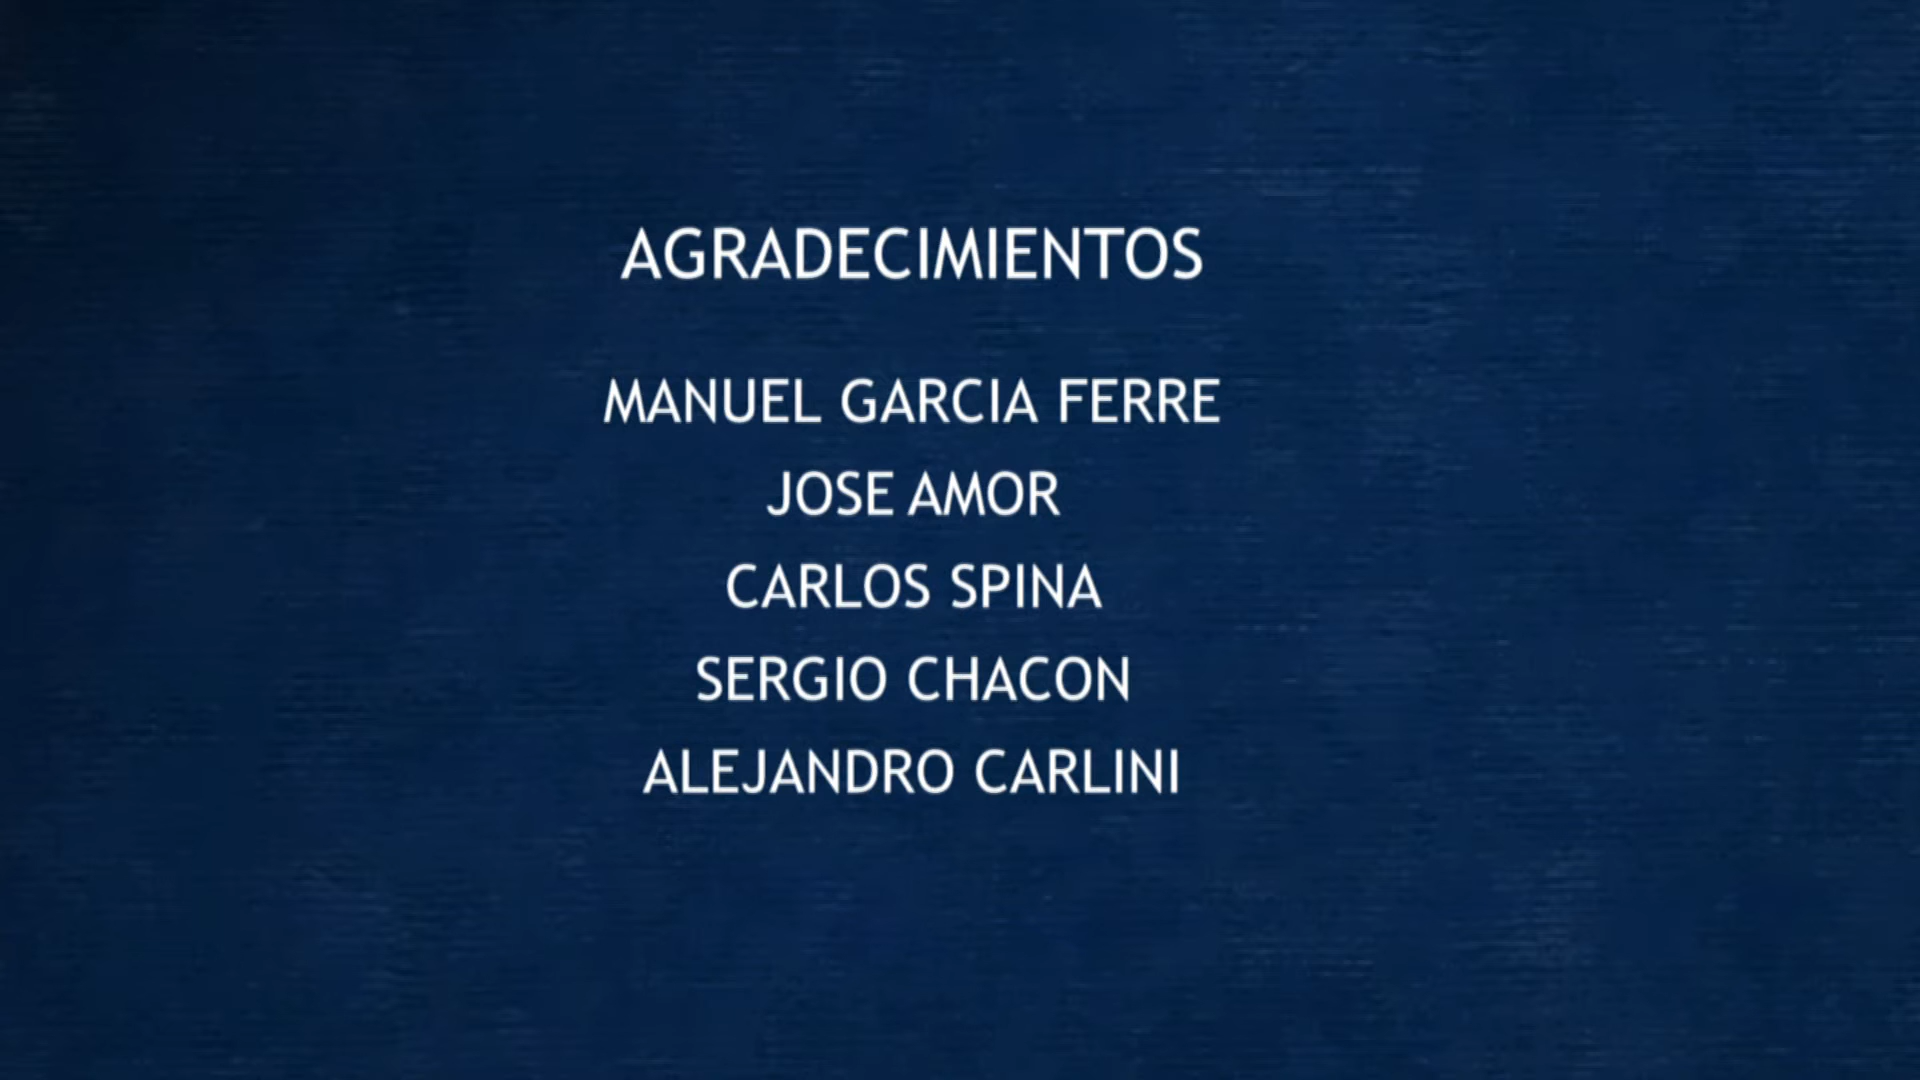 AGRADECIMIENTOS
MANUEL GARCIA FERRE
JOSE AMOR
CARLOS SPINA
SERGIO CHACON
ALEJANDRO CARLINI